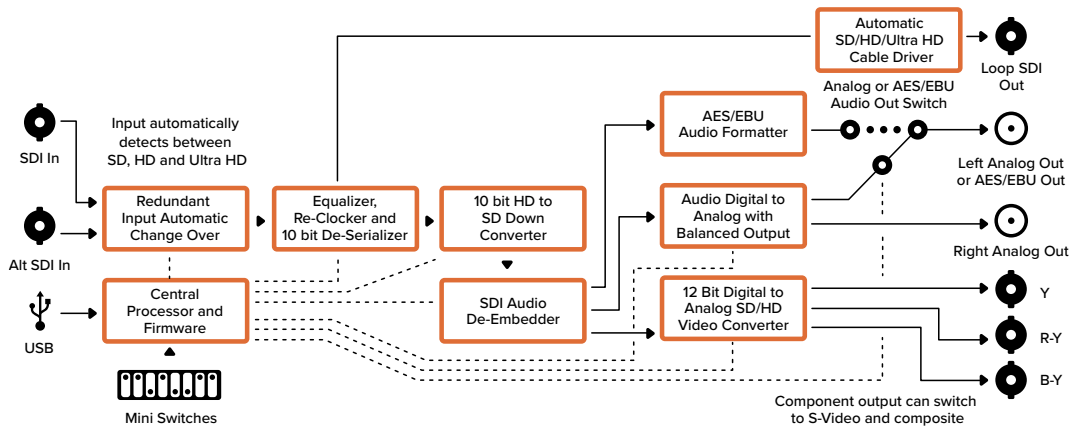 Automatic
SD/HD/Ultra HD
Cable Driver
Loop SDI
Out
Analog or AES/EBU
Audio Out Switch
SDI In
Input automatically
detects between
SD, HD and Ultra HD
AES/EBU
Audio Formatter
Left Analog Out
or AES/EBU Out
Alt SDI In
Redundant
Input Automatic
Change Over
Equalizer,
Re-Clocker and
10 bit De-Serializer
10 bit HD to
SD Down
Converter
Audio Digital to
Analog with
Balanced Output
Right Analog Out
USB
Central
Processor and
Firmware
SDI Audio
De-Embedder
12 Bit Digital to
Analog SD/HD
Video Converter
Y
R-Y
B-Y
Mini Switches
Component output can switch
to S-Video and composite